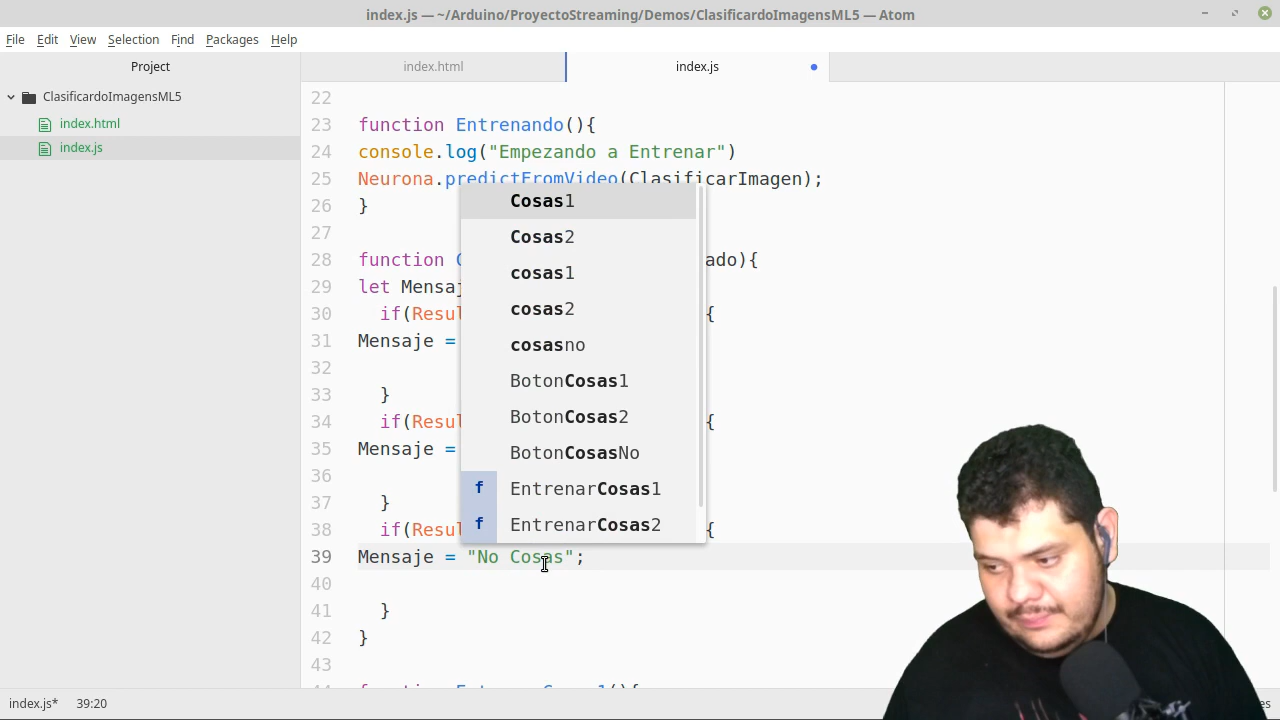 index.js — ~/Arduino/ProyectoStreaming/Demos/ClasificardoImagensML5 — Atom
File Edit View Selection Find Packages Help
Project
index.html
index.js
ClasificardoImagensML5
index.html
index.js
22
23 function Entrenando(){
24 console.log("Empezando a Entrenar")
25 Neurona.predictFromVideo(ClasificarImagen);
26 }
27
28 function ado){
29 let Mensaj
30 if(Resul {
31 Mensaje =
32
33 }
34 if(Resul {
35 Mensaje =
36
37 }
38 if(Resul {
39 Mensaje = "No Cosas";
40
41 }
42 }
43
Cosas1
Cosas2
cosas1
cosas2
cosasno
BotonCosas1
BotonCosas2
BotonCosasNo
f EntrenarCosas1
f EntrenarCosas2
index.js* 39:20